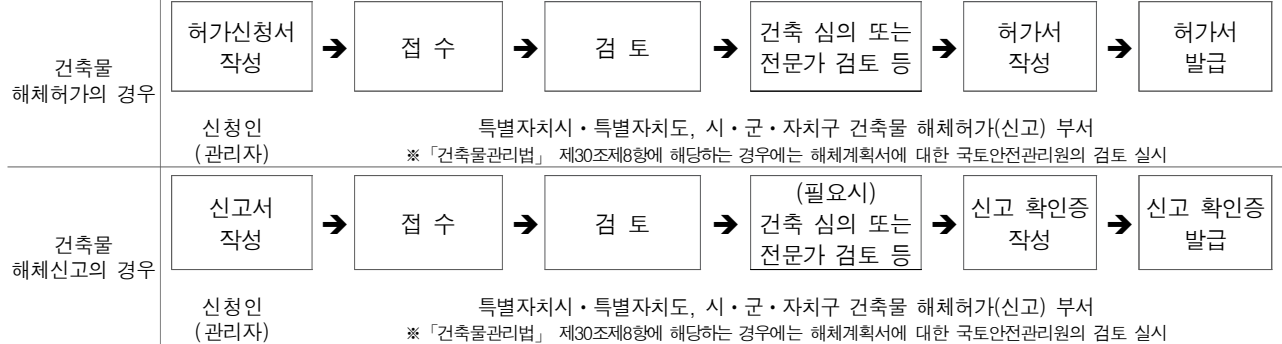 건축물
해체허가의 경우
허가신청서
작성
➔
접 수
➔
검 토
➔
건축 심의 또는
전문가 검토 등
➔
허가서
작성
➔
허가서
발급
신청인
(관리자)
특별자치시・특별자치도, 시・군・자치구 건축물 해체허가(신고) 부서
※「건축물관리법」 제30조제8항에 해당하는 경우에는 해체계획서에 대한 국토안전관리원의 검토 실시
건축물
해체신고의 경우
신고서
작성
➔
접 수
➔
검 토
➔
(필요시)
건축 심의 또는
전문가 검토 등
➔
신고 확인증
작성
➔
신고 확인증
발급
신청인
(관리자)
특별자치시・특별자치도, 시・군・자치구 건축물 해체허가(신고) 부서
※「건축물관리법」 제30조제8항에 해당하는 경우에는 해체계획서에 대한 국토안전관리원의 검토 실시